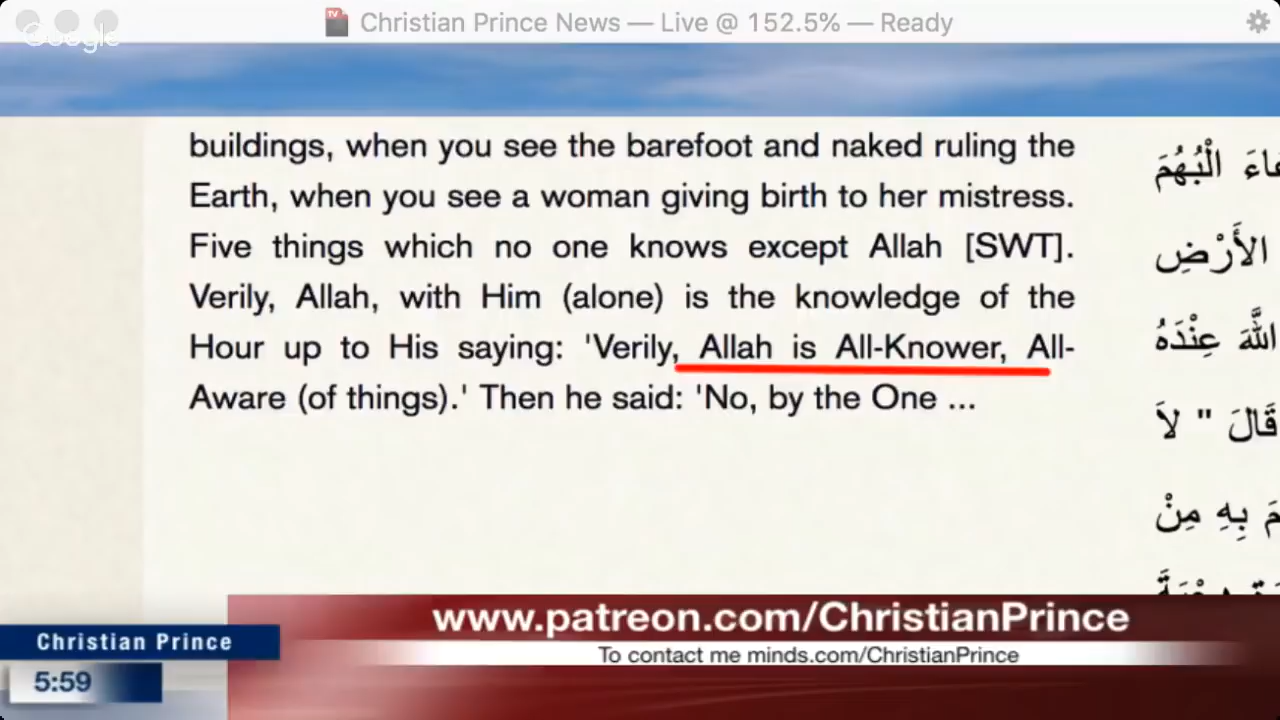 Christian Prince News — Live @ 152.5% — Ready
Google
buildings, when you see the barefoot and naked ruling the
Earth, when you see a woman giving birth to her mistress.
Five things which no one knows except Allah [SWT].
Verily, Allah, with Him (alone) is the knowledge of the
Hour up to His saying: 'Verily, Allah is All-Knower, All-
Aware (of things).' Then he said: 'No, by the One ...
الْبُهُمَ
الأَرْضِ
اللَّهَ عِنْدَهُ
قَالَ " لاَ
بِهِ مِنْ
www.patreon.com/ChristianPrince
To contact me minds.com/ChristianPrince
Christian Prince
5:59